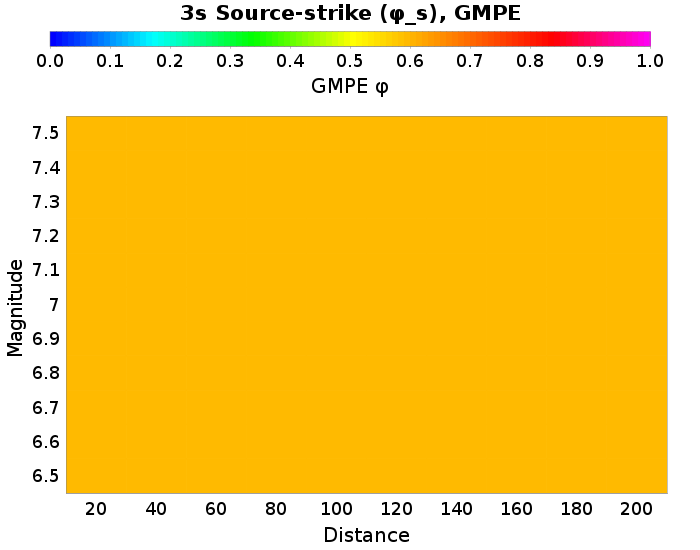 3s Source-strike (φ_s), GMPE
0.0 0.1 0.2 0.3 0.4 0.5 0.6 0.7 0.8 0.9 1.0
GMPE φ
7.5
7.4
7.3
7.2
7.1
7
6.9
6.8
6.7
6.6
6.5
Magnitude
20 40 60 80 100 120 140 160 180 200
Distance